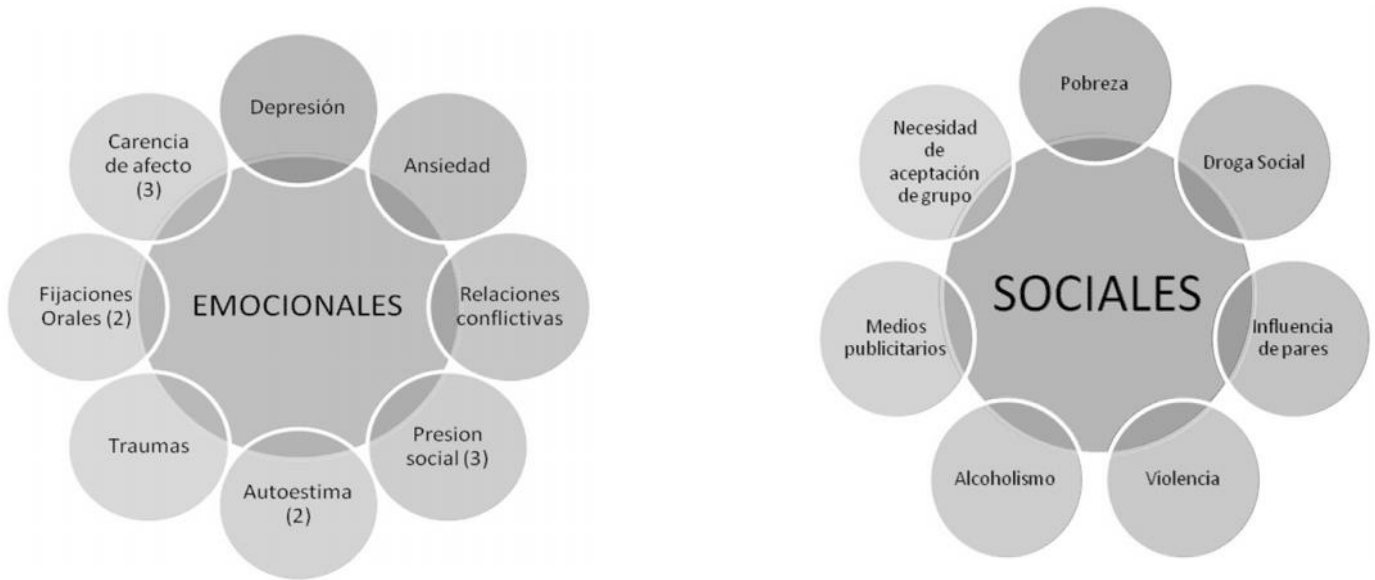 Depresión
Ansiedad
Relaciones
conflictivas
Presion
social (3)
Autoestima
(2)
Traumas
Fijaciones
Orales (2)
Carencia
de afecto
(3)
EMOCIONALES
Pobreza
Droga Social
Influencia
de pares
Violencia
Alcoholismo
Medios
publicitarios
Necesidad
de
aceptación
de grupo
SOCIALES